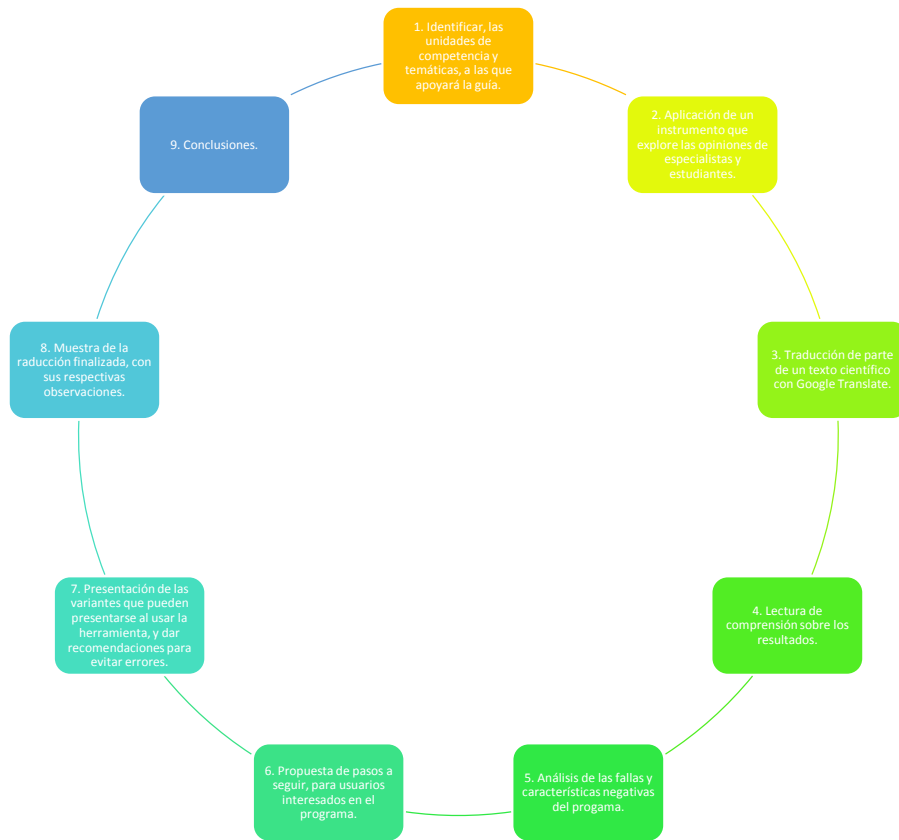 1. Identificar, las
unidades de
competencia y
temáticas, a las que
apoyará la guía.
2. Aplicación de un
instrumento que
explore las opiniones de
especialistas y
estudiantes.
3. Traducción de parte
de un texto científico
con Google Translate.
4. Lectura de
comprensión sobre los
resultados.
5. Análisis de las fallas y
características negativas
del progama.
6. Propuesta de pasos a
seguir, para usuarios
interesados en el
programa.
7. Presentación de las
variantes que pueden
presentarse al usar la
herramienta, y dar
recomendaciones para
evitar errores.
8. Muestra de la
raducción finalizada, con
sus respectivas
observaciones.
9. Conclusiones.